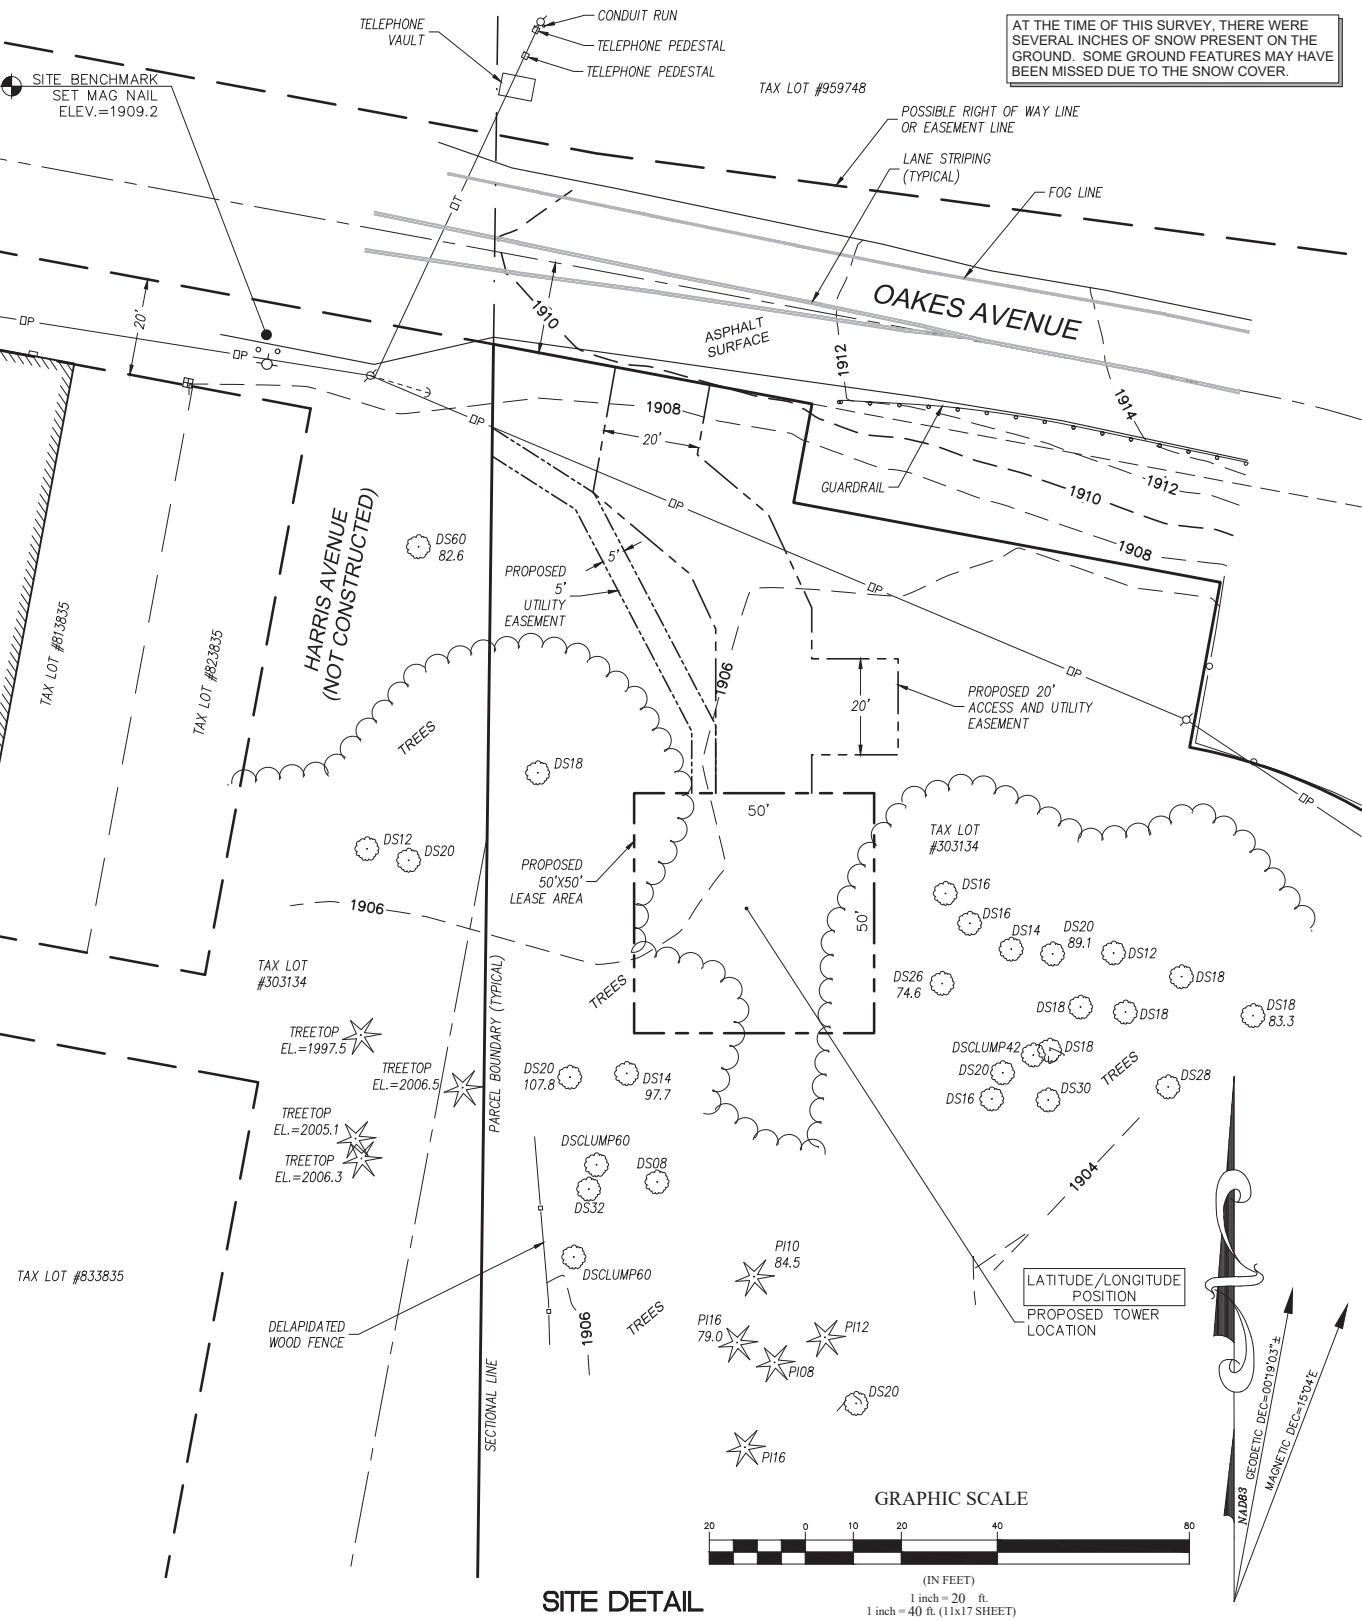 CONDUIT RUN
TELEPHONE
VAULT
TELEPHONE PEDESTAL
TELEPHONE PEDESTAL
AT THE TIME OF THIS SURVEY, THERE WERE
SEVERAL INCHES OF SNOW PRESENT ON THE
GROUND. SOME GROUND FEATURES MAY HAVE
BEEN MISSED DUE TO THE SNOW COVER.
SITE BENCHMARK
SET MAG NAIL
ELEV.=1909.2
TAX LOT #959748
POSSIBLE RIGHT OF WAY LINE
OR EASEMENT LINE
LANE STRIPING
(TYPICAL)
FOG LINE
OAKES AVENUE
ASPHALT
SURFACE
20'
1910
1912
1914
OP
OP
OT
1908
20'
OP
GUARDRAIL
1912
1910
1908
OP
OP
HARRIS AVENUE
(NOT CONSTRUCTED)
DS60
82.6
5'
PROPOSED
5'
UTILITY
EASEMENT
TAX LOT #813835
TAX LOT #823835
1906
OP
20'
PROPOSED 20'
ACCESS AND UTILITY
EASEMENT
TREES
DS18
OP
50'
TAX LOT
#303134
DS12
DS20
PROPOSED
50'X50'
LEASE AREA
50'
DS16
DS16
DS14
DS20
89.1
DS12
1906
TAX LOT
#303134
TREES
DS26
74.6
DS18
DS18
DS18
DS18
83.3
PARCEL BOUNDARY (TYPICAL)
TREETOP
EL.=1997.5
TREETOP
EL.=2006.5
DS20
107.8
DS14
97.7
DSCLUMP42
DS18
DS20
TREES
DS28
DS16
DS30
TREETOP
EL.=2005.1
TREETOP
EL.=2006.3
DSCLUMP60
DS08
DS32
1904
PI10
84.5
TAX LOT #833835
DSCLUMP60
LATITUDE/LONGITUDE
POSITION
PROPOSED TOWER
LOCATION
DELAPIDATED
WOOD FENCE
1906
TREES
PI16
79.0
PI12
PI08
DS20
SECTIONAL LINE
PI16
NAD83
GEODETIC DEC=00°19'03"±
MAGNETIC DEC=15°04'E
GRAPHIC SCALE
20 0 10 20 40 80
(IN FEET)
1 inch = 20 ft.
1 inch = 40 ft. (11x17 SHEET)
SITE DETAIL